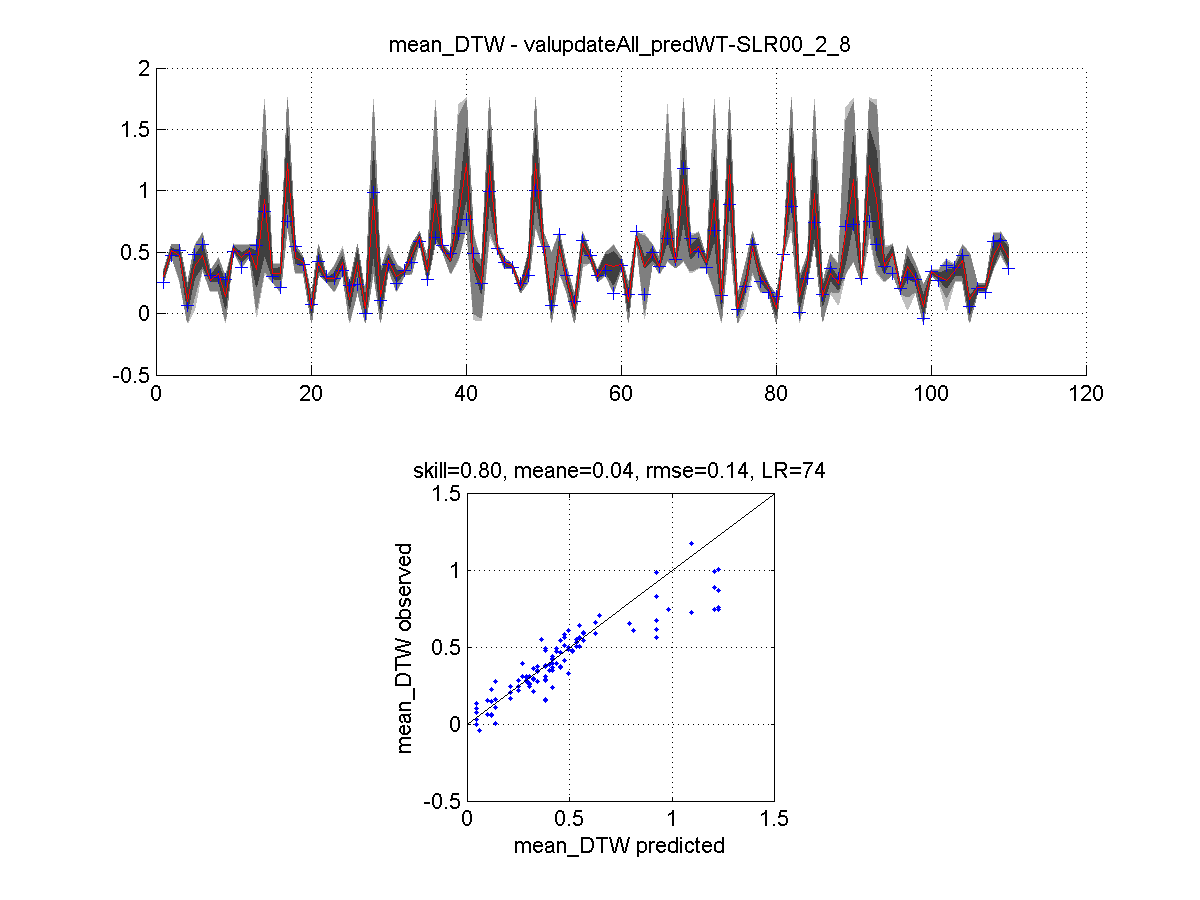 mean_DTW - valupdateAll_predWT-SLR00_2_8
2
1.5
1
0.5
0
-0.5
0 20 40 60 80 100 120
skill=0.80, meane=0.04, rmse=0.14, LR=74
mean_DTW observed
1.5
1
0.5
0
-0.5
0 0.5 1 1.5
mean_DTW predicted